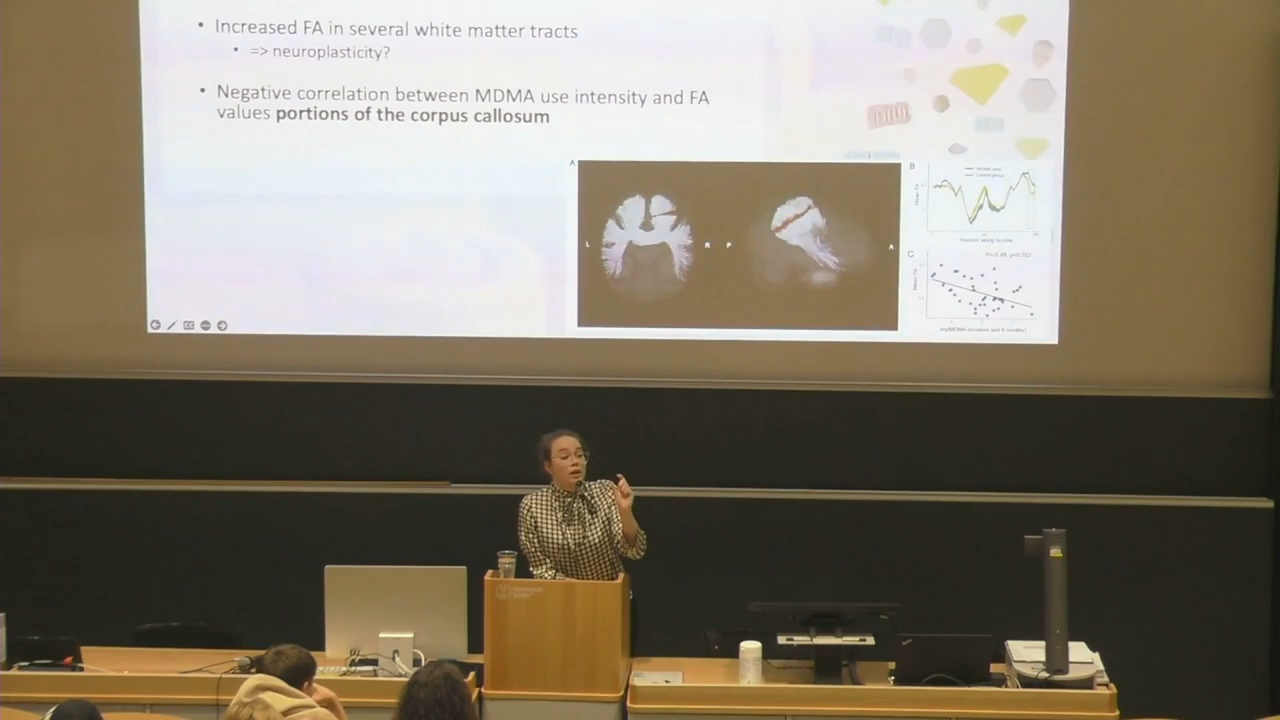 • Increased FA in several white matter tracts
• => neuroplasticity?
• Negative correlation between MDMA use intensity and FA
values portions of the corpus callosum
A
L
R
P
A
B
C